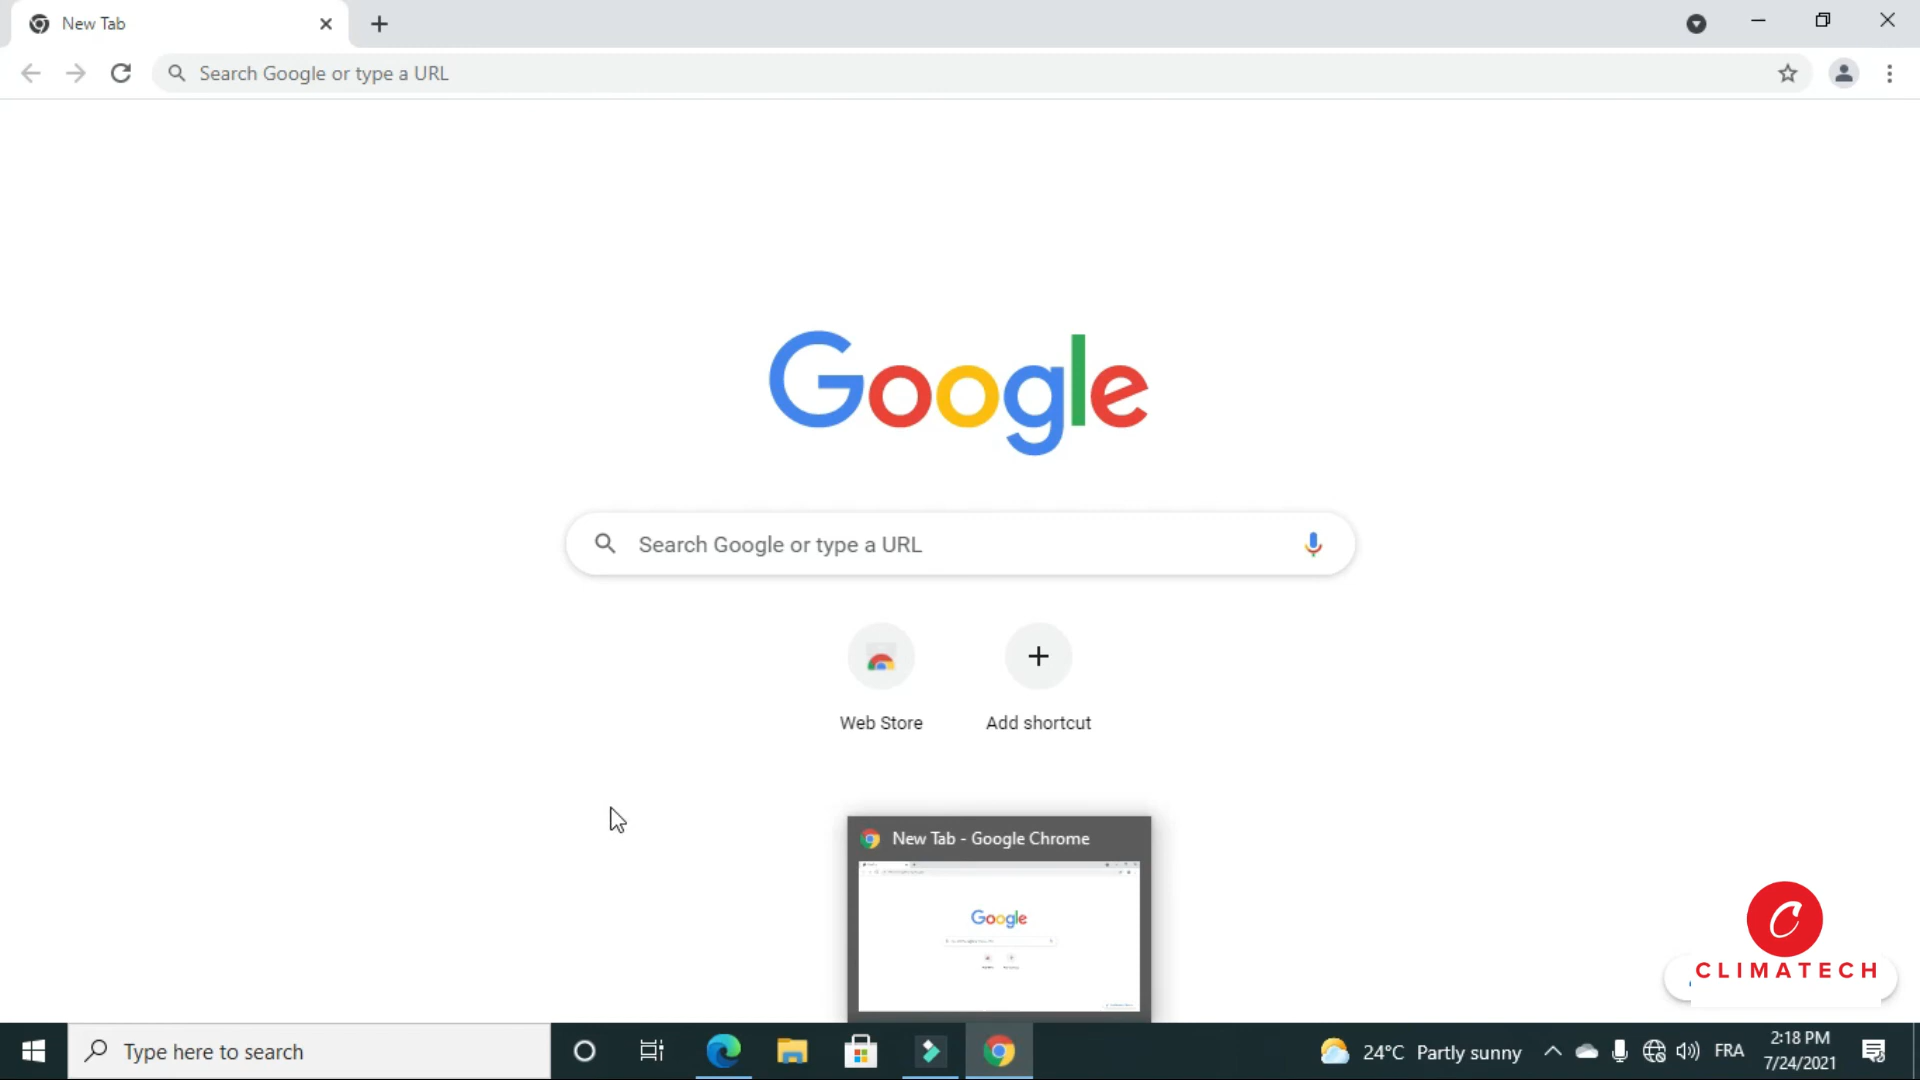 New Tab
Search Google or type a URL
Google
Search Google or type a URL
Web Store
Add shortcut
New Tab - Google Chrome
Google
CLIMATECH
Type here to search
24°C Partly sunny
FRA
2:18 PM
7/24/2021